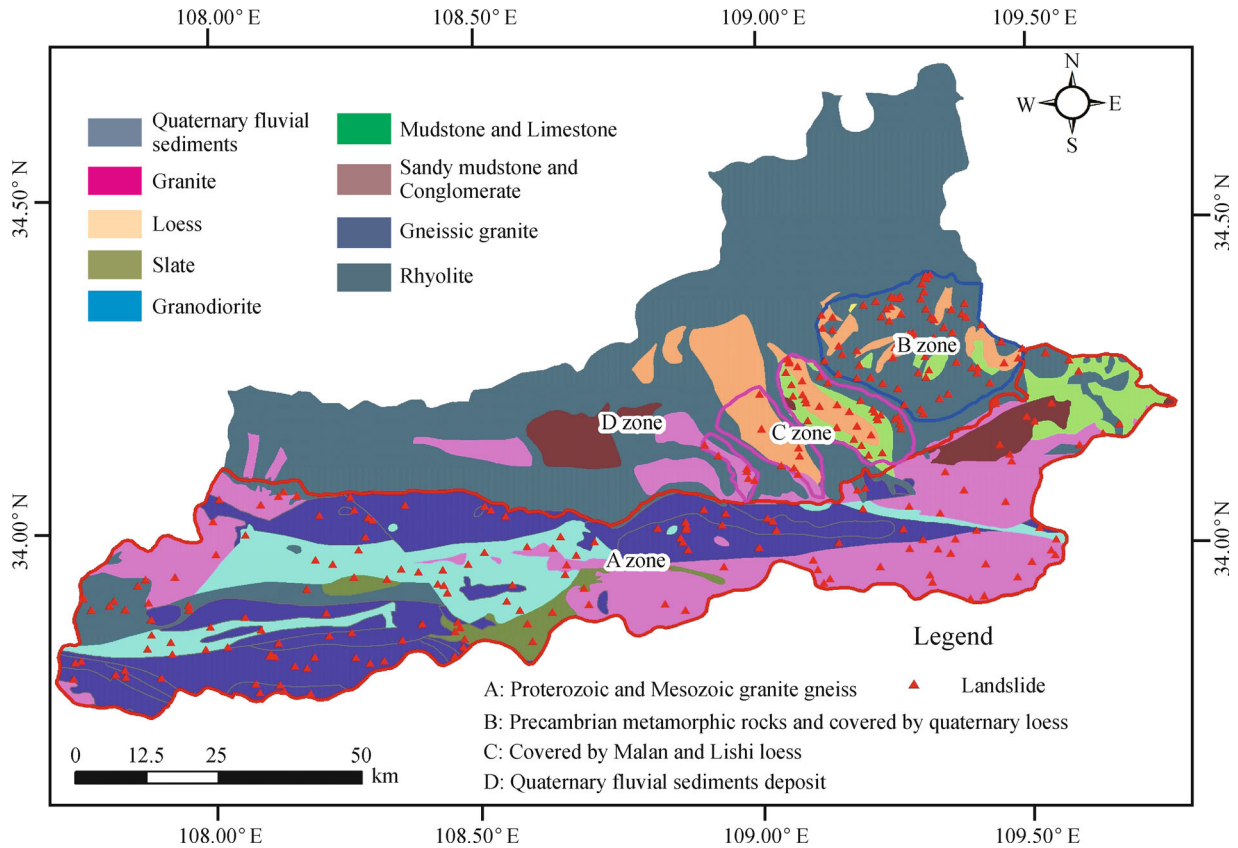 108.00° E
108.50° E
109.00° E
109.50° E
N
W
E
S
34.50° N
34.00° N
34.50° N
34.00° N
Quaternary fluvial
sediments
Granite
Loess
Slate
Granodiorite
Mudstone and Limestone
Sandy mudstone and
Conglomerate
Gneissic granite
Rhyolite
B zone
D zone
C zone
A zone
Legend
A: Proterozoic and Mesozoic granite gneiss
Landslide
B: Precambrian metamorphic rocks and covered by quaternary loess
C: Covered by Malan and Lishi loess
D: Quaternary fluvial sediments deposit
0 12.5 25 50
km
108.00° E
108.50° E
109.00° E
109.50° E